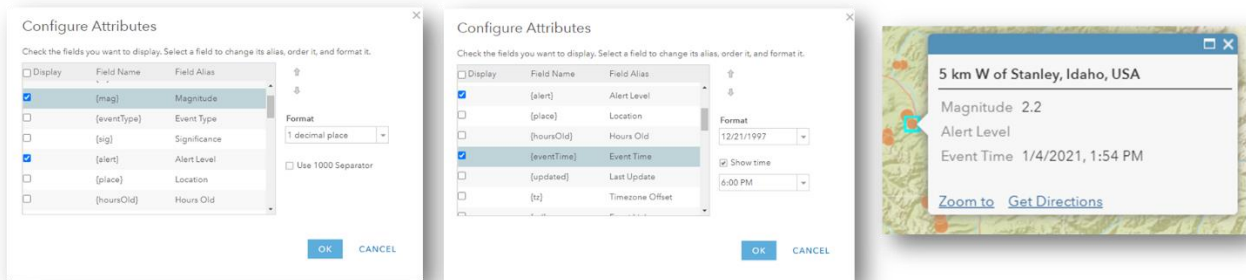 Configure Attributes
Check the fields you want to display. Select a field to change its alias, order it, and format it.
Display Field Name Field Alias
{mag} Magnitude
{eventType} Event Type
{sig} Significance
{alert} Alert Level
{place} Location
{hoursOld} Hours Old
Format
1 decimal place
Use 1000 Separator
OK CANCEL
Configure Attributes
Check the fields you want to display. Select a field to change its alias, order it, and format it.
Display Field Name Field Alias
{alert} Alert Level
{place} Location
{hoursOld} Hours Old
{eventTime} Event Time
{updated} Last Update
{tz} Timezone Offset
Format
12/21/1997
Show time
6:00 PM
OK CANCEL
5 km W of Stanley, Idaho, USA
Magnitude 2.2
Alert Level
Event Time 1/4/2021, 1:54 PM
Zoom to Get Directions